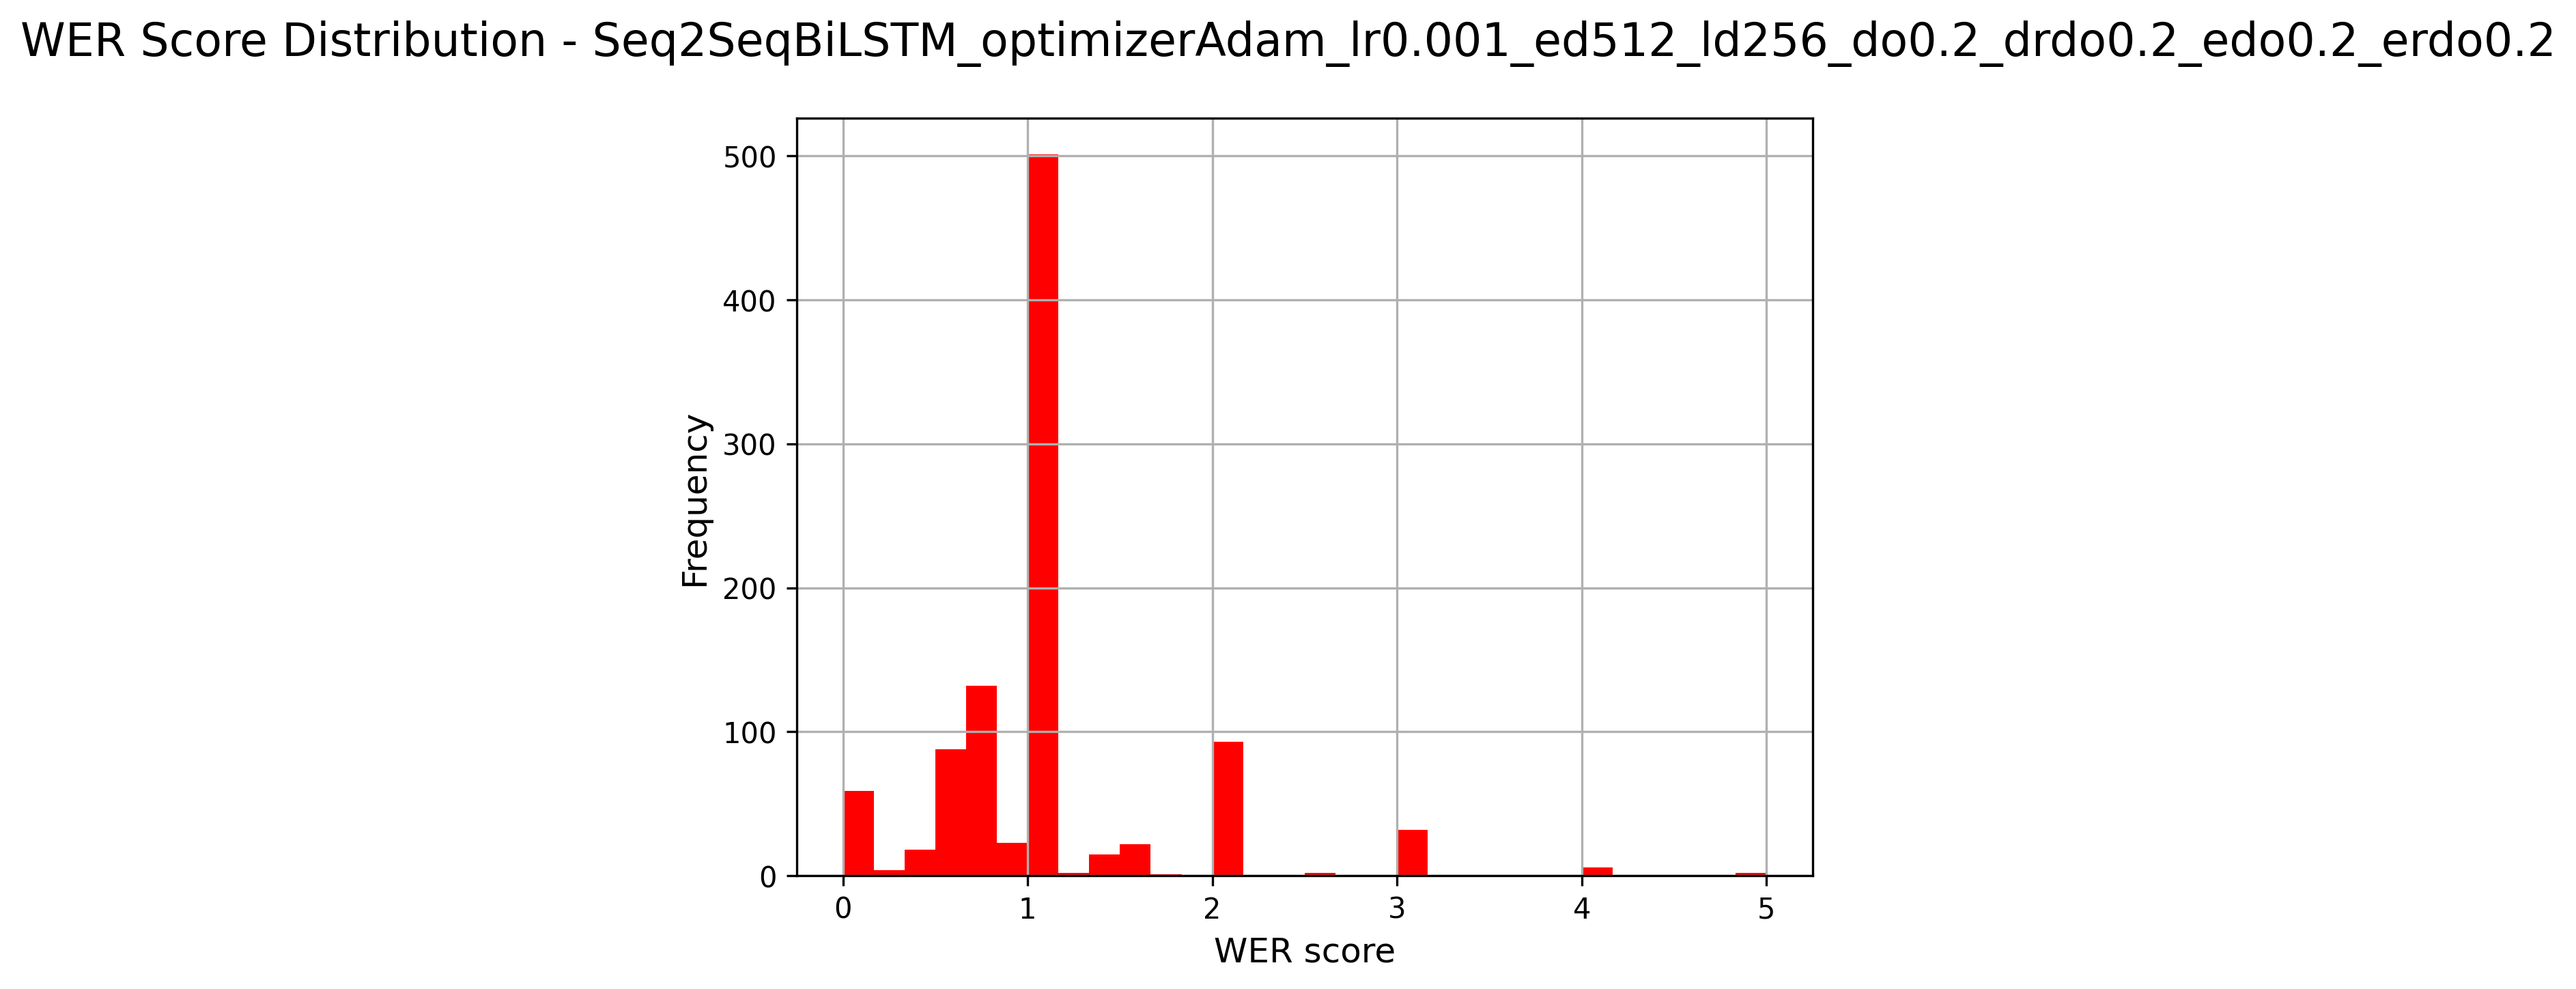 WER Score Distribution - Seq2SeqBiLSTM_optimizerAdam_lr0.001_ed512_ld256_do0.2_drdo0.2_edo0.2_erdo0.2
500
400
300
200
100
0
Frequency
0 1 2 3 4 5
WER score